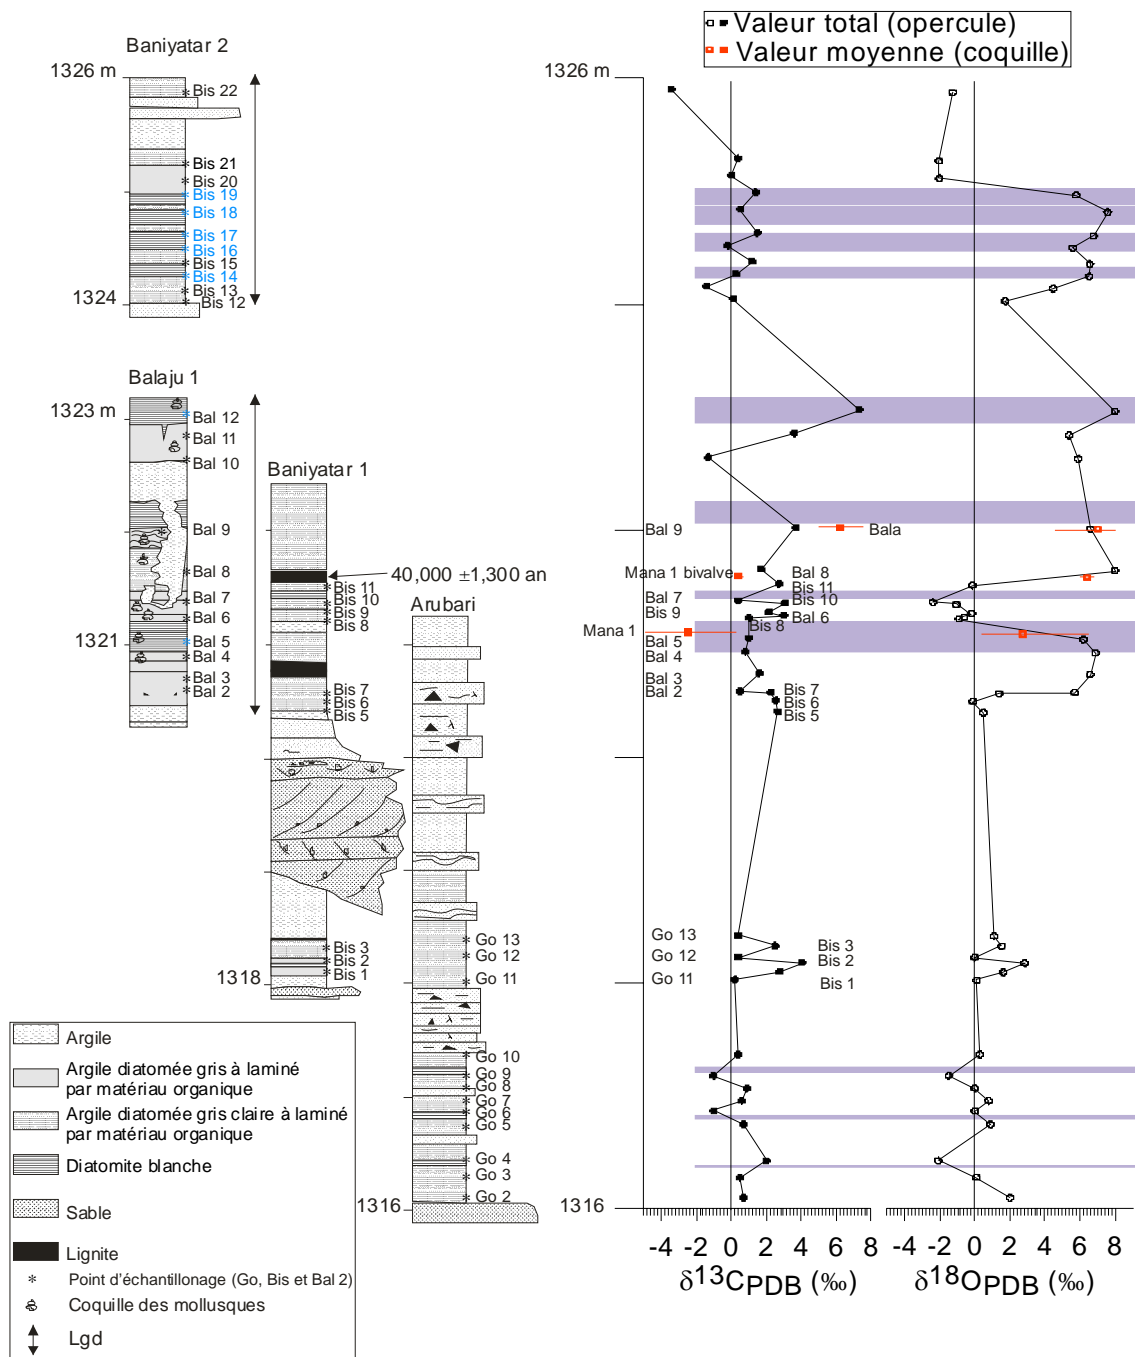 Valeur total (opercule)
Valeur moyenne (coquille)
Baniyatar 2
1326 m
Bis 22
Bis 21
Bis 20
Bis 19
Bis 18
Bis 17
Bis 16
Bis 15
Bis 14
Bis 13
Bis 12
1324
Balaju 1
1323 m
Bal 12
Bal 11
Bal 10
Bal 9
Bal 8
Bal 7
Bal 6
Bal 5
Bal 4
Bal 3
Bal 2
1321
Baniyatar 1
40,000 ±1,300 an
Bis 11
Bis 10
Bis 9
Bis 8
Bis 7
Bis 6
Bis 5
Bis 3
Bis 2
Bis 1
1318
Arubari
Go 13
Go 12
Go 11
Go 10
Go 9
Go 8
Go 7
Go 6
Go 5
Go 4
Go 3
Go 2
1316
1326 m
Bal 9
Bala
Mana 1 bivalve
Bal 8
Bis 11
Bal 7
Bis 10
Bis 9
Bal 6
Mana 1
Bis 8
Bal 5
Bal 4
Bal 3
Bal 2
Bis 7
Bis 6
Bis 5
Go 13
Bis 3
Go 12
Bis 2
Go 11
Bis 1
1316
-4 -2 0 2 4 6 8
-4 0 4 8
δ13CPDB (‰)
δ18OPDB (‰)
Argile
Argile diatomée gris à laminé
par matériau organique
Argile diatomée gris claire à laminé
par matériau organique
Diatomite blanche
Sable
Lignite
Point d'échantillonage (Go, Bis et Bal 2)
Coquille des mollusques
Lgd